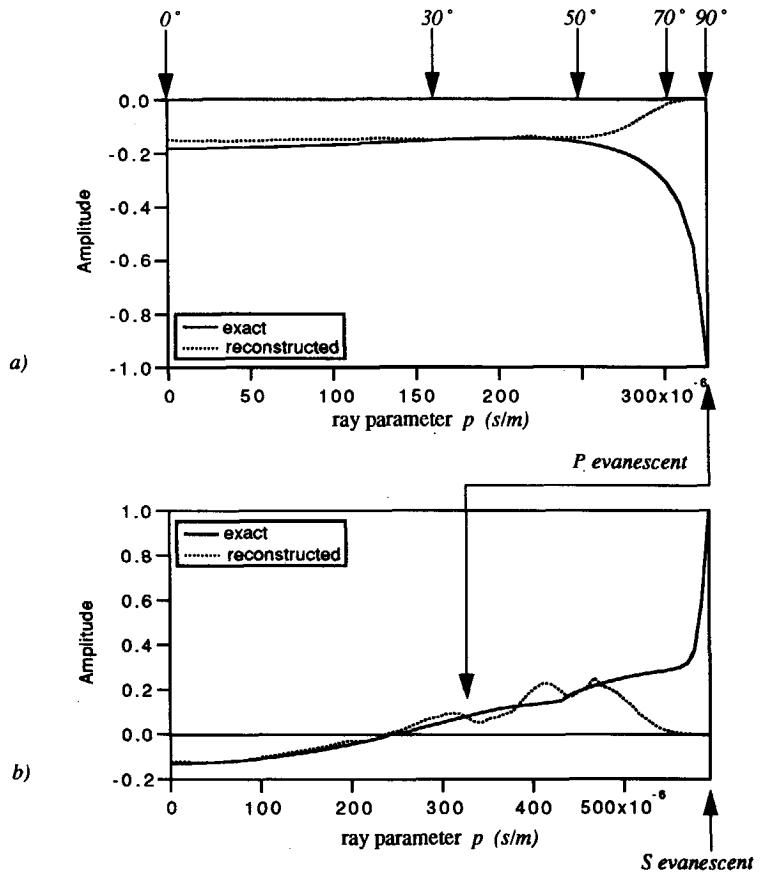 0° 30° 50° 70° 90°
0.0
-0.2
-0.4
-0.6
-0.8
-1.0
Amplitude
exact
reconstructed
a)
0 50 100 150 200 300x10⁻⁶
ray parameter p (s/m)
P evanescent
1.0
0.8
0.6
0.4
0.2
0.0
-0.2
Amplitude
exact
reconstructed
b)
0 100 200 300 400 500x10⁻⁶
ray parameter p (s/m)
S evanescent